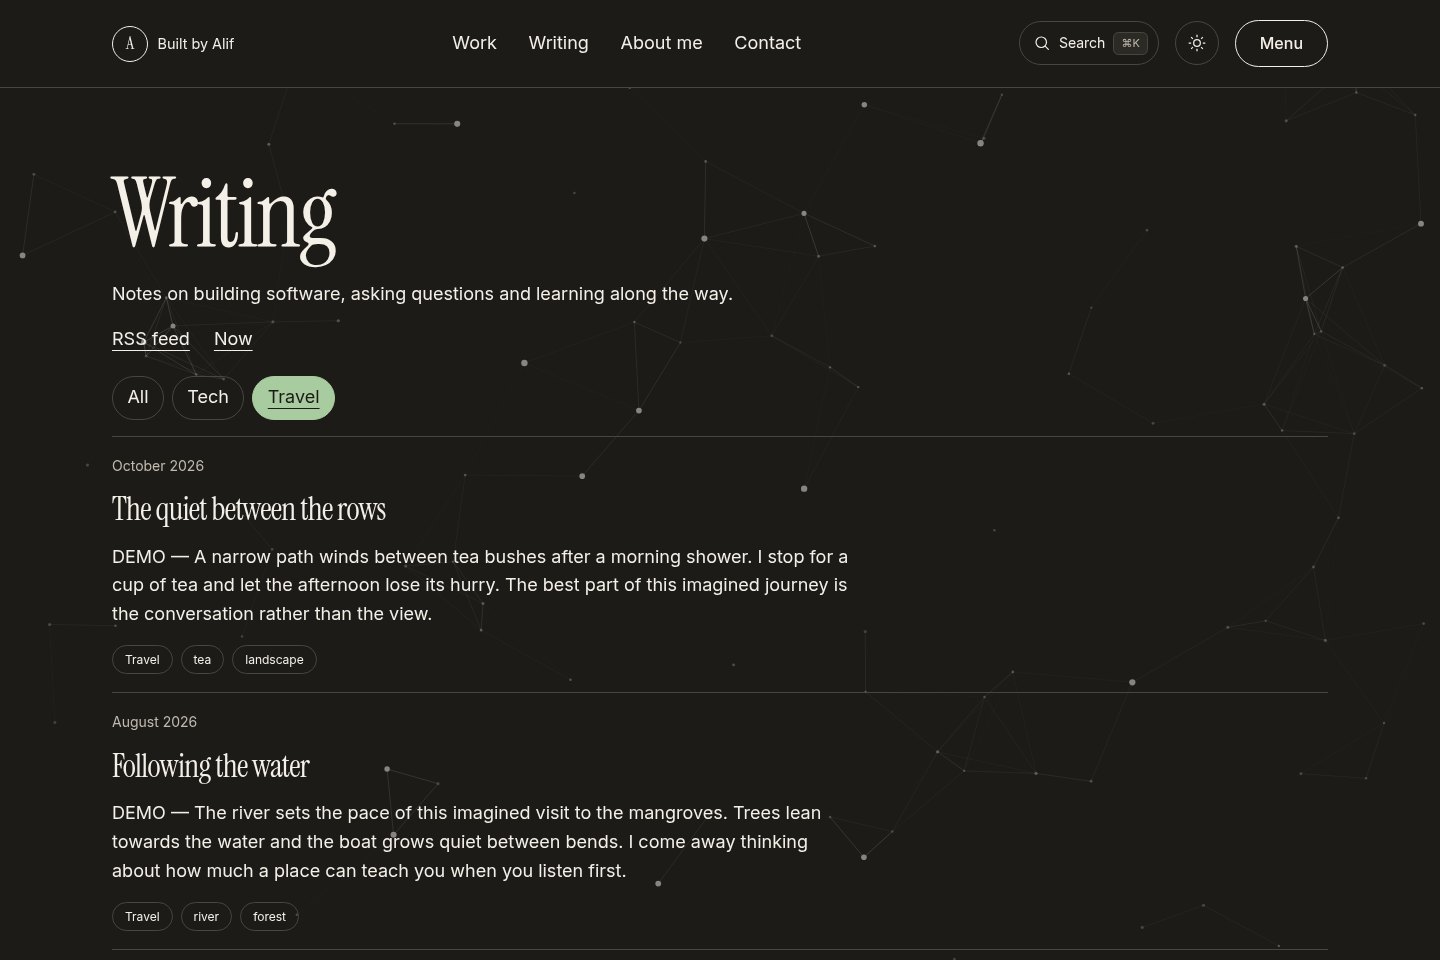 A Built by Alif Work Writing About me Contact Search ⌘K Menu
Writing
Notes on building software, asking questions and learning along the way.
RSS feed Now
All Tech Travel
October 2026
The quiet between the rows
DEMO — A narrow path winds between tea bushes after a morning shower. I stop for a
cup of tea and let the afternoon lose its hurry. The best part of this imagined journey is
the conversation rather than the view.
Travel tea landscape
August 2026
Following the water
DEMO — The river sets the pace of this imagined visit to the mangroves. Trees lean
towards the water and the boat grows quiet between bends. I come away thinking
about how much a place can teach you when you listen first.
Travel river forest